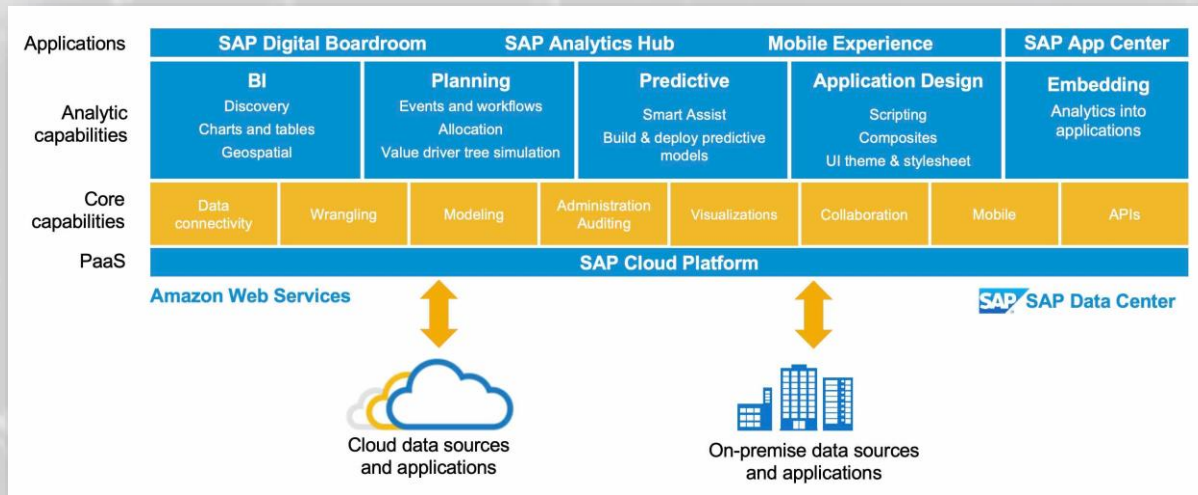 Applications
SAP Digital Boardroom
SAP Analytics Hub
Mobile Experience
SAP App Center
Analytic
capabilities
BI
Discovery
Charts and tables
Geospatial
Planning
Events and workflows
Allocation
Value driver tree simulation
Predictive
Smart Assist
Build & deploy predictive
models
Application Design
Scripting
Composites
UI theme & stylesheet
Embedding
Analytics into
applications
Core
capabilities
Data
connectivity
Wrangling
Modeling
Administration
Auditing
Visualizations
Collaboration
Mobile
APIs
PaaS
SAP Cloud Platform
Amazon Web Services
SAP SAP Data Center
Cloud data sources
and applications
On-premise data sources
and applications